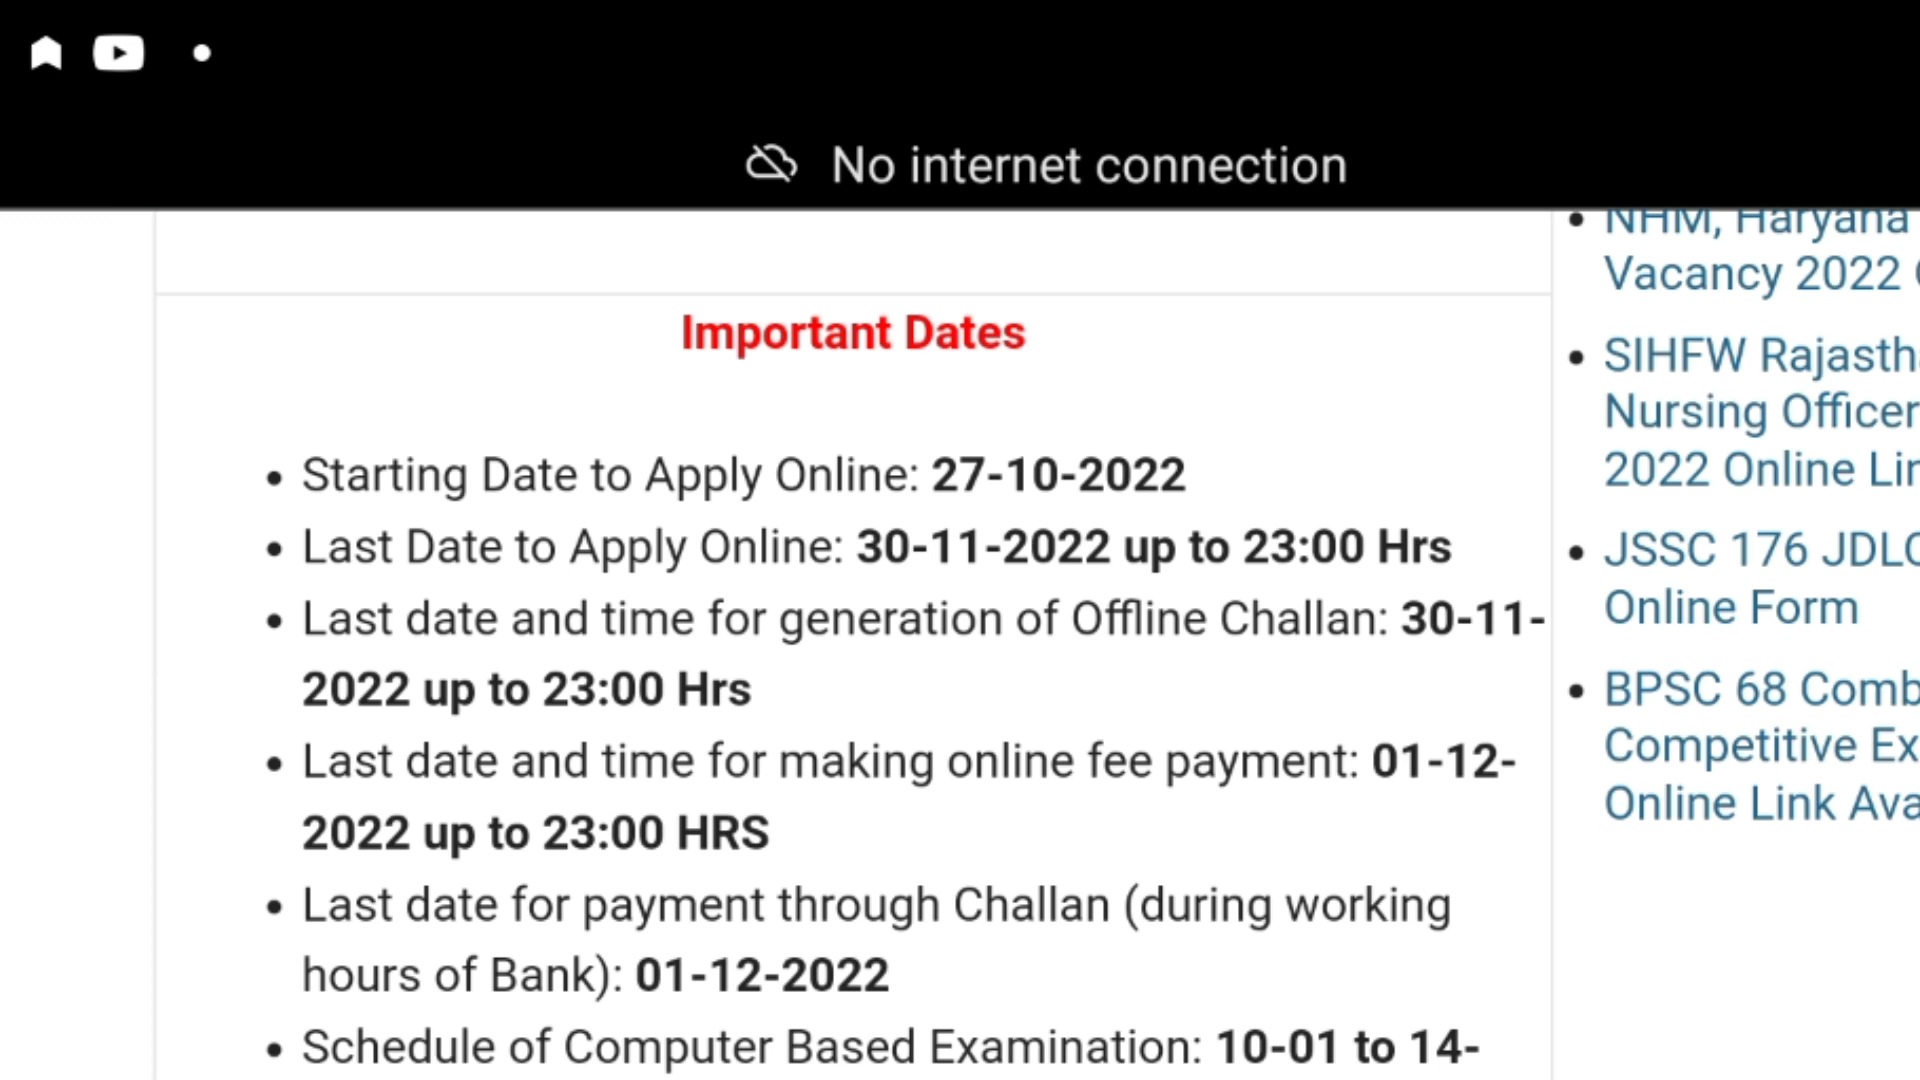 No internet connection
Important Dates
Starting Date to Apply Online: 27-10-2022
Last Date to Apply Online: 30-11-2022 up to 23:00 Hrs
Last date and time for generation of Offline Challan: 30-11-
2022 up to 23:00 Hrs
Last date and time for making online fee payment: 01-12-
2022 up to 23:00 HRS
Last date for payment through Challan (during working
hours of Bank): 01-12-2022
Schedule of Computer Based Examination: 10-01 to 14-
NHM, Haryana
Vacancy 2022
SIHFW Rajasth
Nursing Officer
2022 Online Lin
JSSC 176 JDLC
Online Form
BPSC 68 Comb
Competitive Ex
Online Link Ava